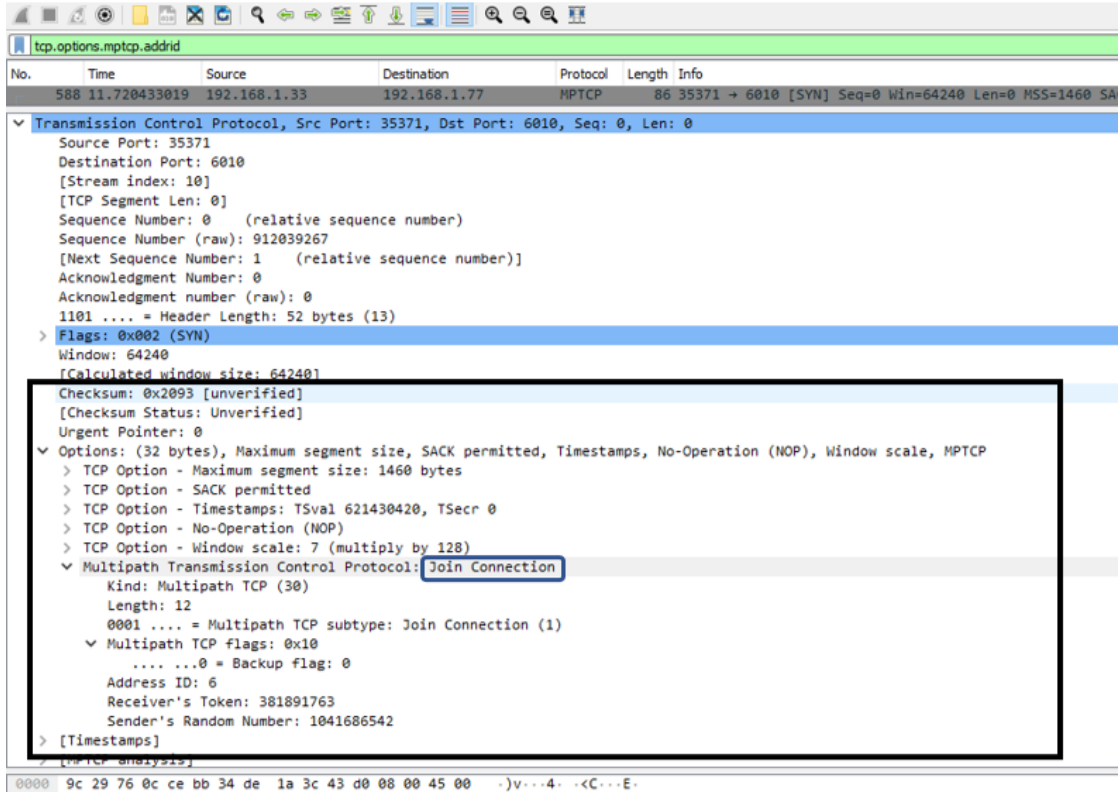 tcp.options.mptcp.addrid
No. Time Source Destination Protocol Length Info
588 11.720433019 192.168.1.33 192.168.1.77 MPTCP 86 35371 → 6010 [SYN] Seq=0 Win=64240 Len=0 MSS=1460
Transmission Control Protocol, Src Port: 35371, Dst Port: 6010, Seq: 0, Len: 0
Source Port: 35371
Destination Port: 6010
[Stream index: 10]
[TCP Segment Len: 0]
Sequence Number: 0 (relative sequence number)
Sequence Number (raw): 912039267
[Next Sequence Number: 1 (relative sequence number)]
Acknowledgment Number: 0
Acknowledgment number (raw): 0
1101 .... = Header Length: 52 bytes (13)
Flags: 0x002 (SYN)
Window: 64240
[Calculated window size: 64240]
Checksum: 0x2093 [unverified]
[Checksum Status: Unverified]
Urgent Pointer: 0
Options: (32 bytes), Maximum segment size, SACK permitted, Timestamps, No-Operation (NOP), Window scale, MPTCP
TCP Option - Maximum segment size: 1460 bytes
TCP Option - SACK permitted
TCP Option - Timestamps: TSval 621430420, TSecr 0
TCP Option - No-Operation (NOP)
TCP Option - Window scale: 7 (multiply by 128)
Multipath Transmission Control Protocol: Join Connection
Kind: Multipath TCP (30)
Length: 12
0001 .... = Multipath TCP subtype: Join Connection (1)
Multipath TCP flags: 0x10
.... ...0 = Backup flag: 0
Address ID: 6
Receiver's Token: 381891763
Sender's Random Number: 1041686542
[Timestamps]
[MPTCP analysis]
0000 9c 29 76 0c ce bb 34 de 1a 3c 43 d0 08 00 45 00 ·)v···4· ·<C···E·